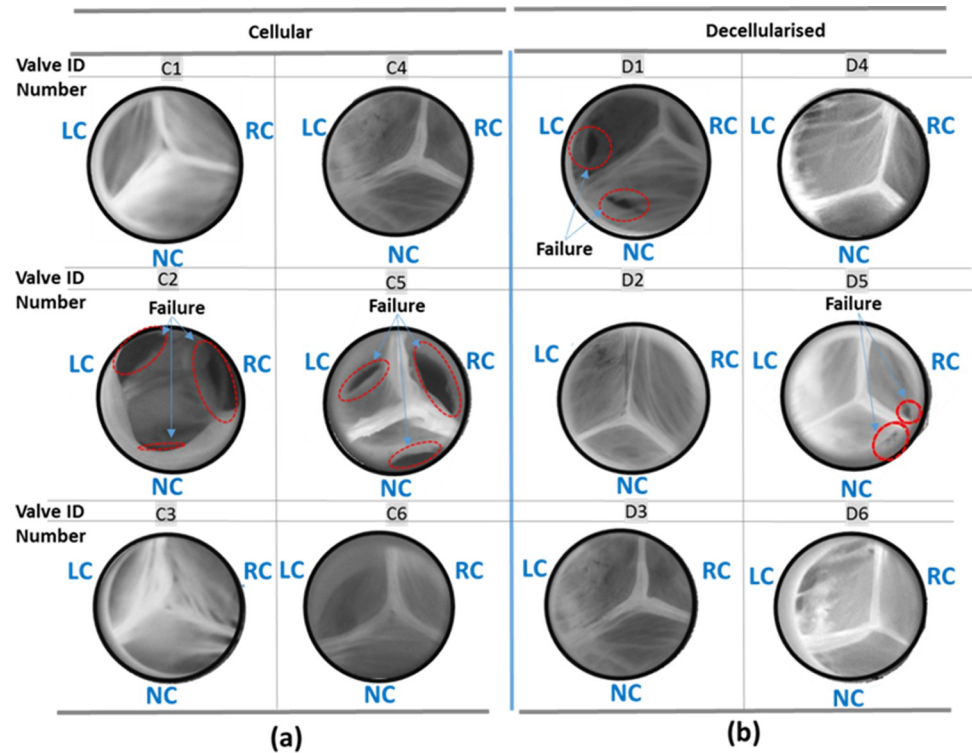 Cellular
Decellularised
Valve ID Number
C1
C4
D1
D4
LC
RC
LC
RC
LC
RC
LC
RC
Failure
NC
NC
NC
NC
Valve ID Number
C2
C5
D2
D5
Failure
Failure
Failure
LC
RC
LC
RC
LC
RC
LC
RC
NC
NC
NC
NC
Valve ID Number
C3
C6
D3
D6
LC
RC
LC
RC
LC
RC
LC
RC
NC
NC
NC
NC
(a)
(b)